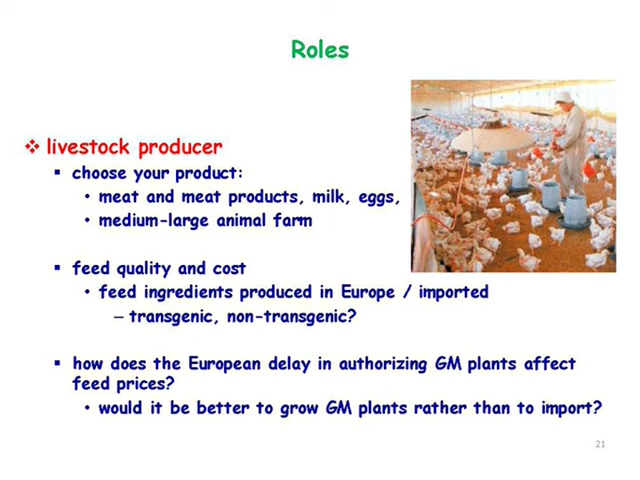 Roles
❖ livestock producer
▪ choose your product:
• meat and meat products, milk, eggs,
• medium-large animal farm
▪ feed quality and cost
• feed ingredients produced in Europe / imported
– transgenic, non-transgenic?
▪ how does the European delay in authorizing GM plants affect
feed prices?
• would it be better to grow GM plants rather than to import?
21